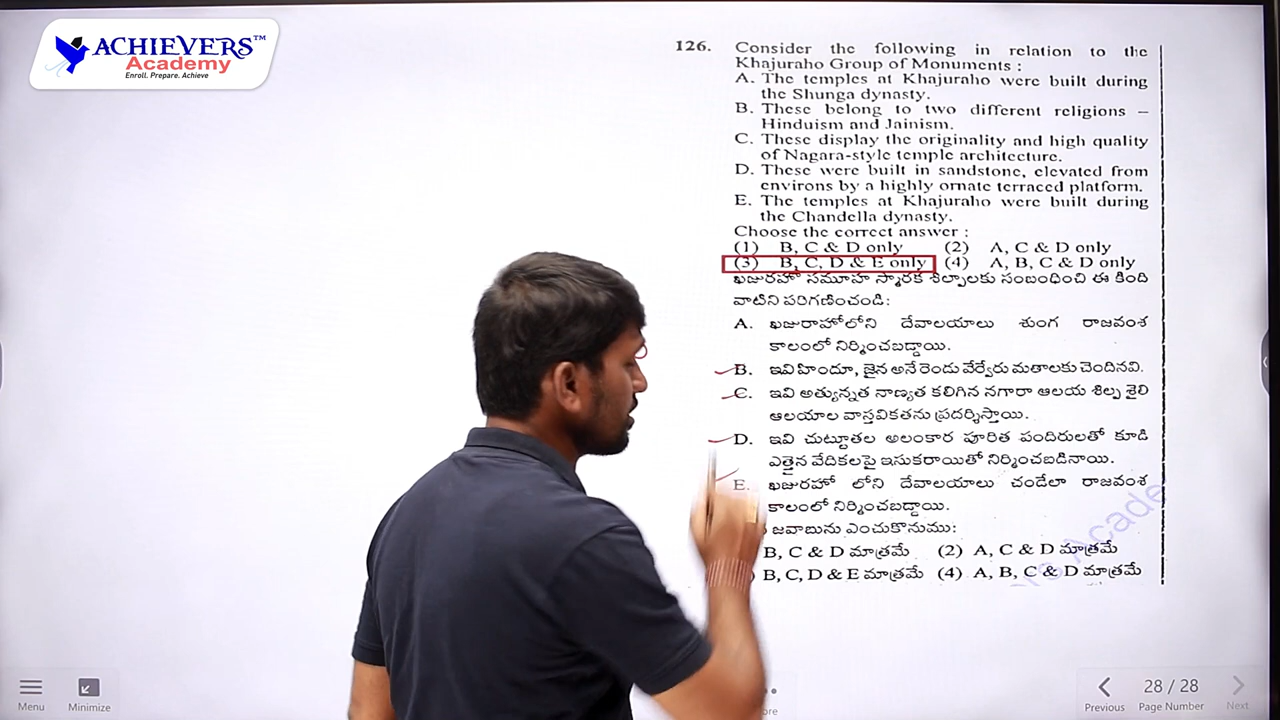 ACHIEVERS™
Academy
Enroll. Prepare. Achieve
126. Consider the following in relation to the
Khajuraho Group of Monuments :
A. The temples at Khajuraho were built during
the Shunga dynasty.
B. These belong to two different religions –
Hinduism and Jainism.
C. These display the originality and high quality
of Nagara-style temple architecture.
D. These were built in sandstone, elevated from
environs by a highly ornate terraced platform.
E. The temples at Khajuraho were built during
the Chandella dynasty.
Choose the correct answer :
(1) B, C & D only (2) A, C & D only
(3) B, C, D & E only (4) A, B, C & D only
ఖజురహో సమూహ స్మారక శిల్పాలకు సంబంధించి ఈ కింది
వాటిని పరిగణించండి:
A. ఖజురాహోలోని దేవాలయాలు శుంగ రాజవంశ
కాలంలో నిర్మించబడ్డాయి.
B. ఇవి హిందూ, జైన అనే రెండు వేర్వేరు మతాలకు చెందినవి.
C. ఇవి అత్యున్నత నాణ్యత కలిగిన నగారా ఆలయ శిల్ప శైలి
ఆలయాల వాస్తవికతను ప్రదర్శిస్తాయి.
D. ఇవి చుట్టూతల అలంకార పూరిత పందిరులతో కూడి
ఎత్తైన వేదికలపై ఇసుకరాయితో నిర్మించబడినాయి.
E. ఖజురహో లోని దేవాలయాలు చండేలా రాజవంశ
కాలంలో నిర్మించబడ్డాయి.
జవాబును ఎంచుకొనుము:
B, C & D మాత్రమే (2) A, C & D మాత్రమే
B, C, D & E మాత్రమే (4) A, B, C & D మాత్రమే
Menu
Minimize
Previous
28 / 28
Page Number
Next